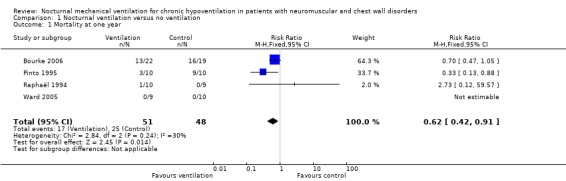 Review: Nocturnal mechanical ventilation for chronic hypoventilation in patients with neuromuscular and chest wall disorders
Comparison: 1 Nocturnal ventilation versus no ventilation
Outcome: 1 Mortality at one year
Study or subgroup Ventilation Control Risk Ratio Weight Risk Ratio
n/N n/N M-H,Fixed,95% CI M-H,Fixed,95% CI
Bourke 2006 13/22 16/19 64.3 % 0.70 [ 0.47, 1.05 ]
Pinto 1995 3/10 9/10 33.7 % 0.33 [ 0.13, 0.88 ]
Raphaël 1994 1/10 0/9 2.0 % 2.73 [ 0.12, 59.57 ]
Ward 2005 0/9 0/10 Not estimable
Total (95% CI) 51 48 100.0 % 0.62 [ 0.42, 0.91 ]
Total events: 17 (Ventilation), 25 (Control)
Heterogeneity: Chi² = 2.84, df = 2 (P = 0.24); I² =30%
Test for overall effect: Z = 2.45 (P = 0.014)
Test for subgroup differences: Not applicable
0.01 0.1 1 10 100
Favours ventilation Favours control